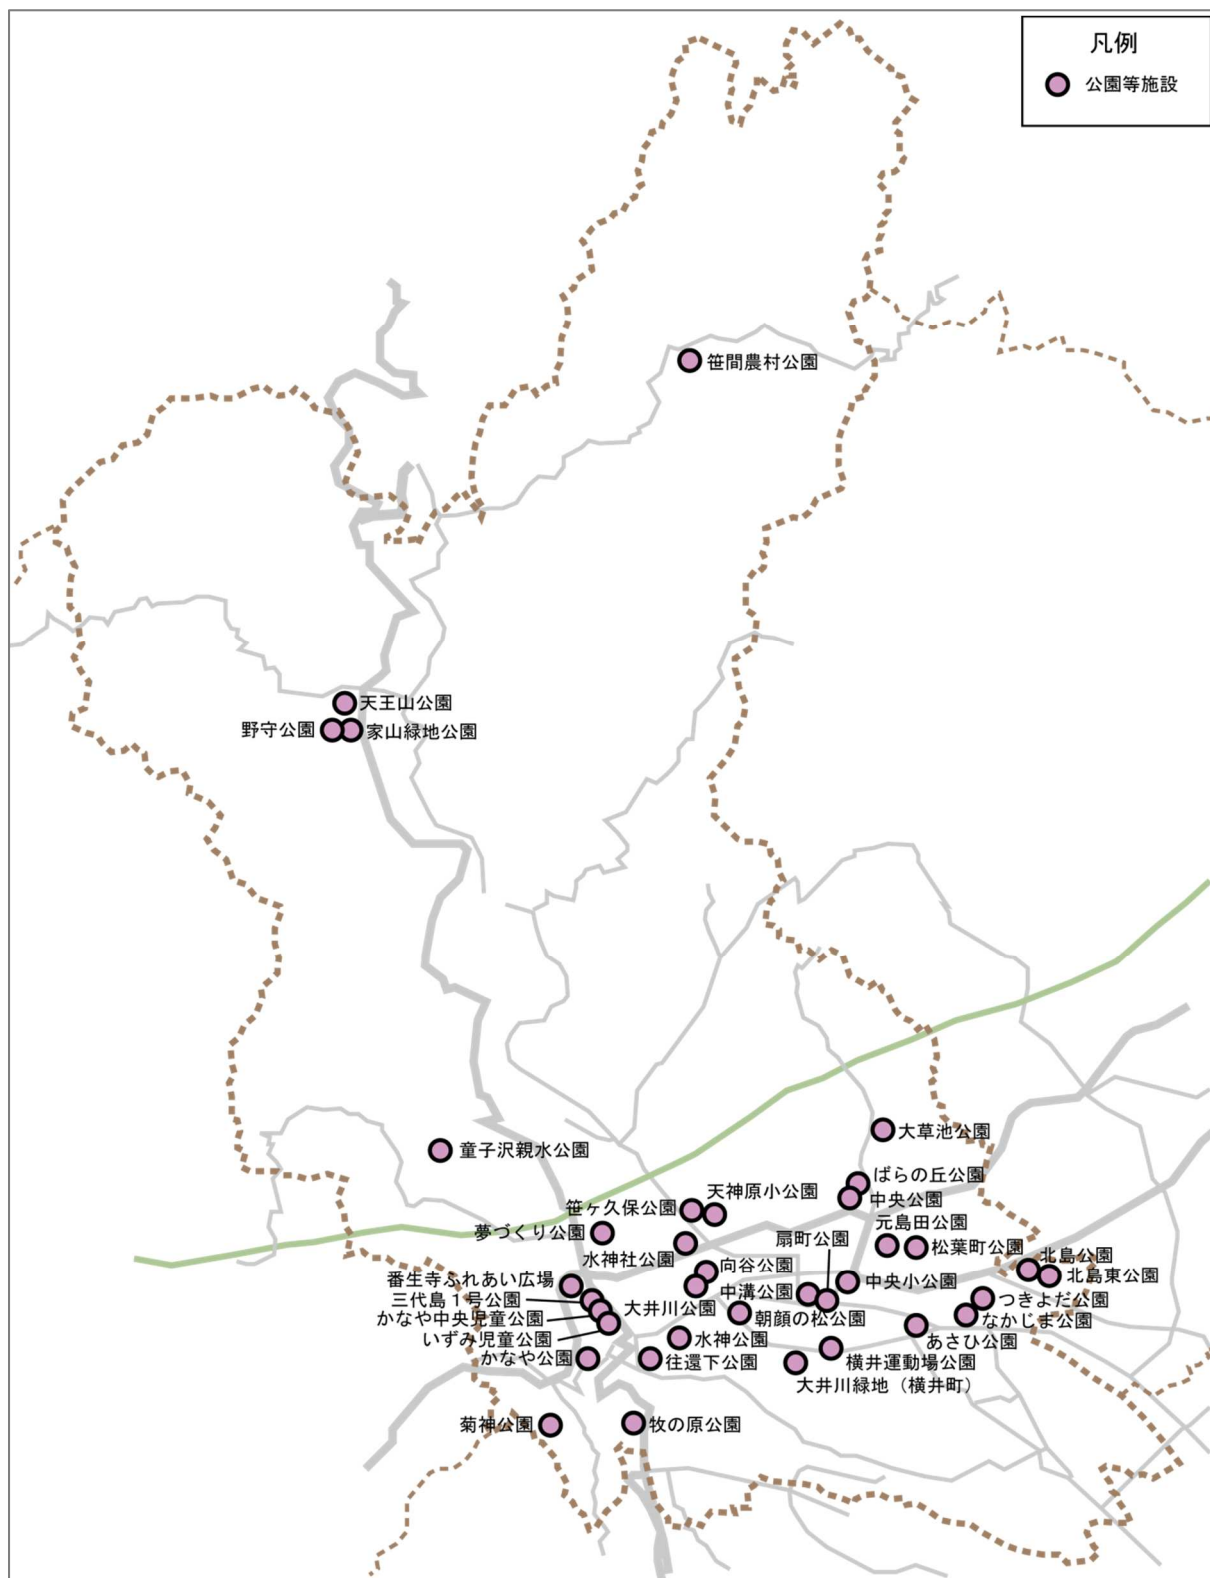 凡例
公園等施設
笹間農村公園
天王山公園
野守公園
家山緑地公園
大草池公園
童子沢親水公園
ばらの丘公園
天神原小公園
中央公園
笹ヶ久保公園
元島田公園
夢づくり公園
扇町公園
松葉町公園
水神社公園
北島公園
向谷公園
北島東公園
番生寺ふれあい広場
中央小公園
中溝公園
三代島1号公園
つきよだ公園
大井川公園
かなや中央児童公園
朝顔の松公園
なかじま公園
いずみ児童公園
水神公園
あさひ公園
かなや公園
往還下公園
横井運動場公園
大井川緑地（横井町）
菊神公園
牧の原公園